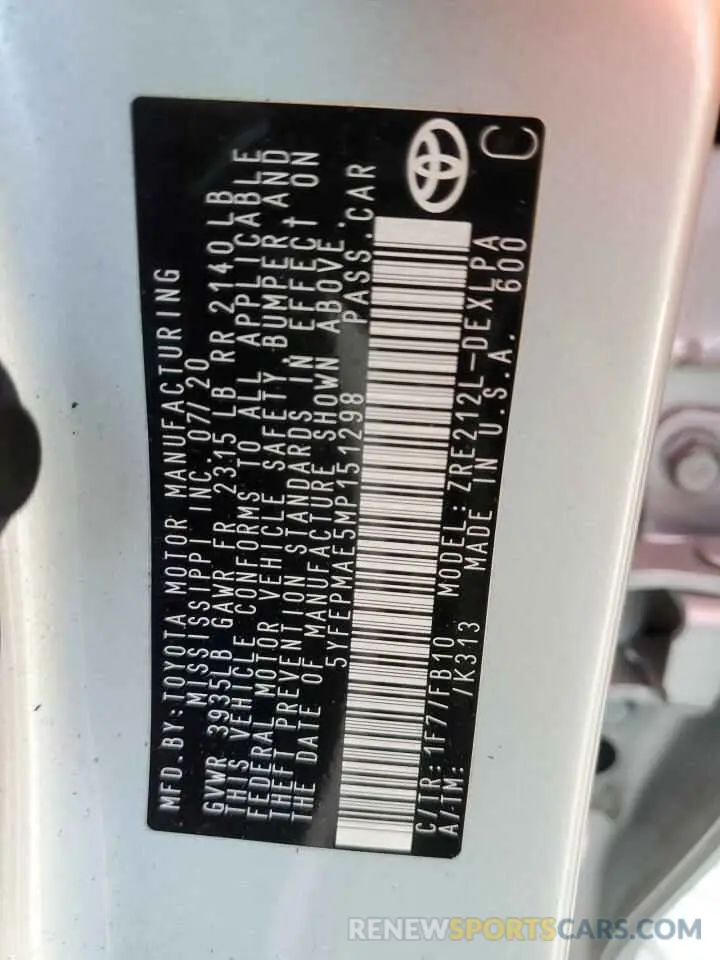 MFD.BY:TOYOTA MOTOR MANUFACTURING
MISSISSIPPI INC.07/20
GVWR 3935LB GAWR FR 2315 LB RR 2140LB
THIS VEHICLE CONFORMS TO ALL APPLICABLE
FEDERAL MOTOR VEHICLE SAFETY, BUMPER, AND
THEFT PREVENTION STANDARDS IN EFFECT ON
THE DATE OF MANUFACTURE SHOWN ABOVE.
5YFEPMAE5MP151298 PASS.CAR
C/TR:1F7/FB10 MODEL:ZRE212L-DEXLPA
A/TM: /K313 MADE IN U.S.A. 600
C
RENEWSPORTSCARS.COM